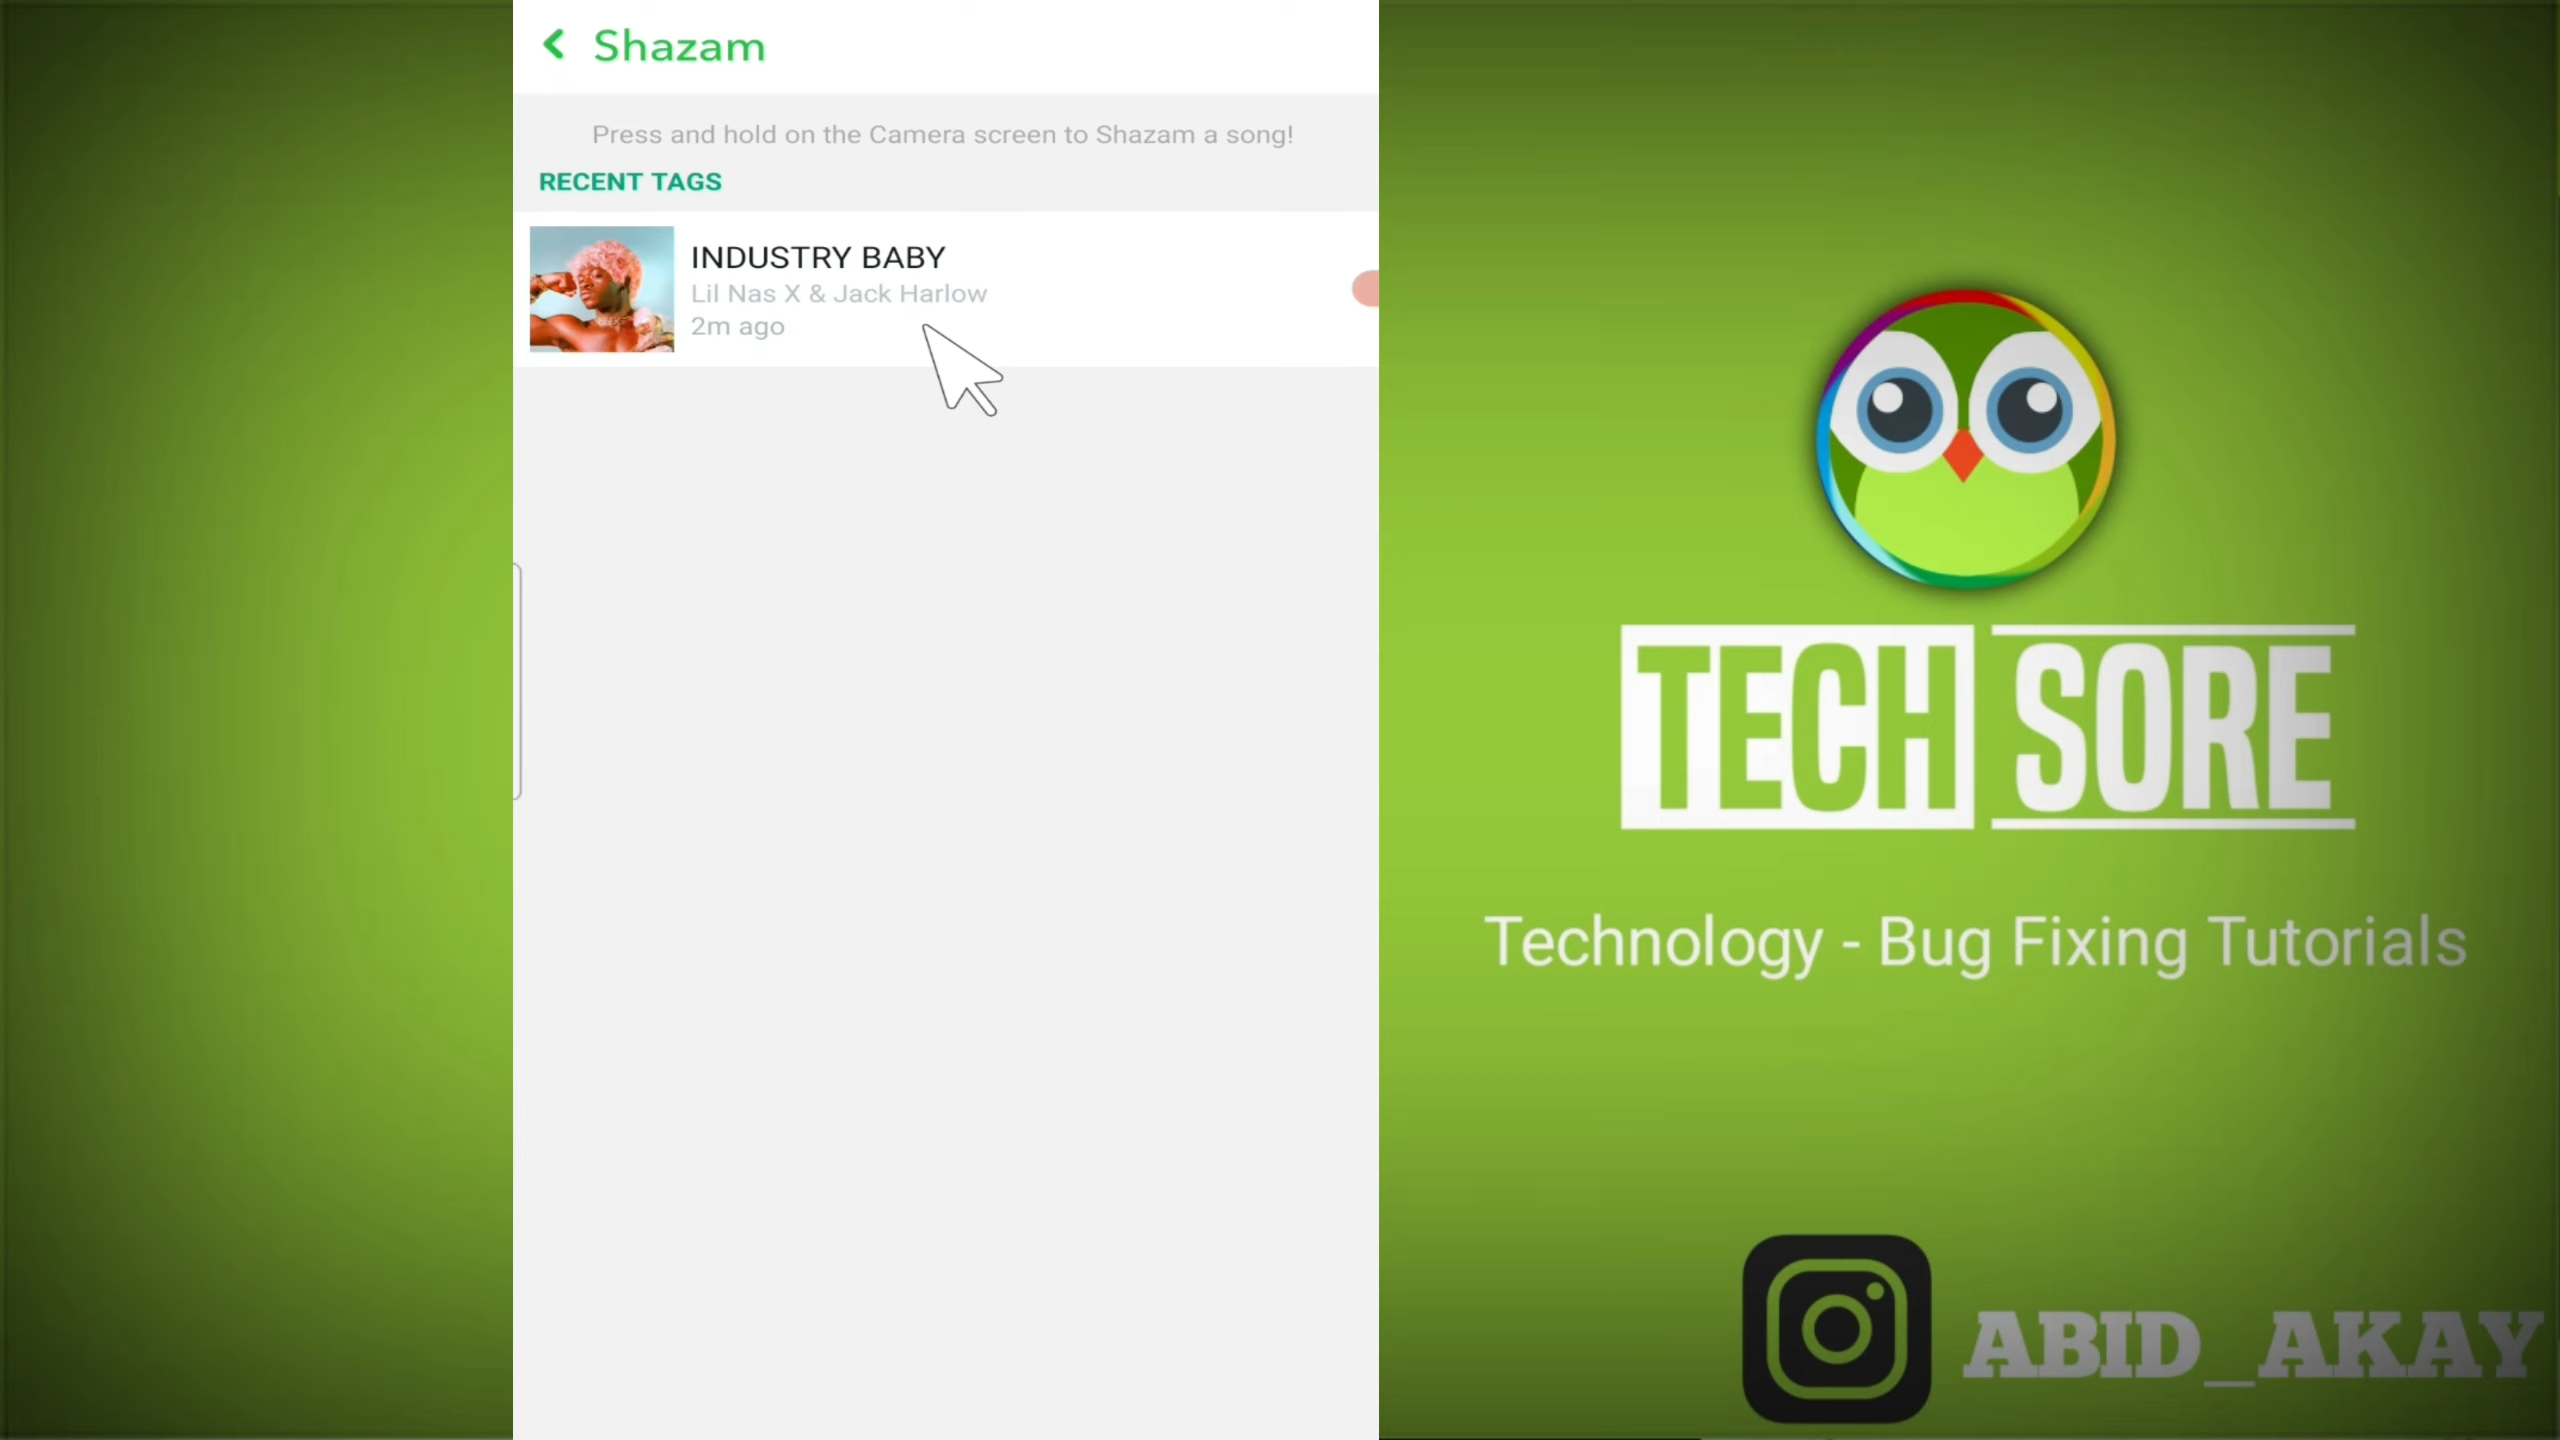 Shazam
Press and hold on the Camera screen to Shazam a song!
RECENT TAGS
INDUSTRY BABY
Lil Nas X & Jack Harlow
2m ago
TECH SORE
Technology - Bug Fixing Tutorials
ABID_AKAY